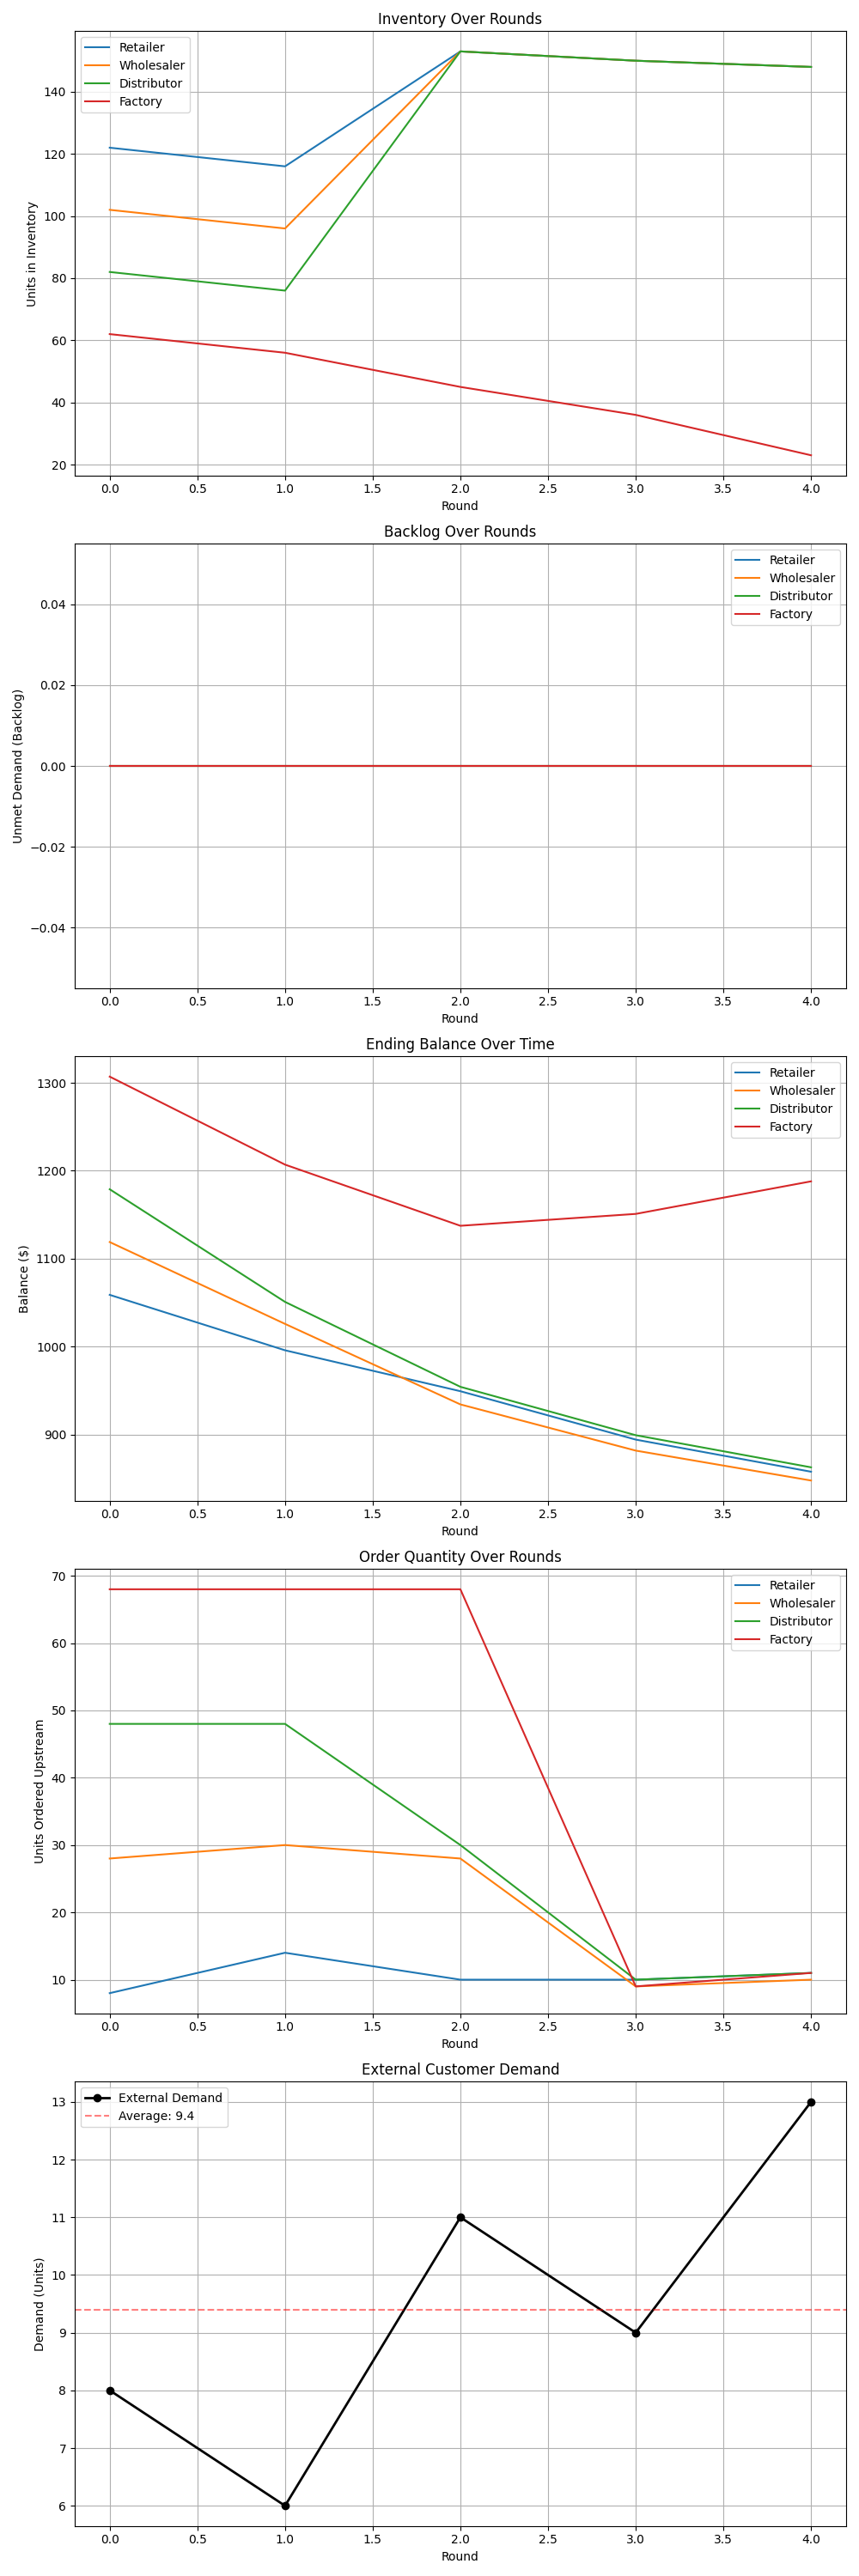 Inventory Over Rounds
Retailer
Wholesaler
Distributor
Factory
Units in Inventory
140
120
100
80
60
40
20
0.0 0.5 1.0 1.5 2.0 2.5 3.0 3.5 4.0
Round
Backlog Over Rounds
Retailer
Wholesaler
Distributor
Factory
Unmet Demand (Backlog)
0.04
0.02
0.00
−0.02
−0.04
0.0 0.5 1.0 1.5 2.0 2.5 3.0 3.5 4.0
Round
Ending Balance Over Time
Retailer
Wholesaler
Distributor
Factory
Balance ($)
1300
1200
1100
1000
900
0.0 0.5 1.0 1.5 2.0 2.5 3.0 3.5 4.0
Round
Order Quantity Over Rounds
Retailer
Wholesaler
Distributor
Factory
Units Ordered Upstream
70
60
50
40
30
20
10
0.0 0.5 1.0 1.5 2.0 2.5 3.0 3.5 4.0
Round
External Customer Demand
External Demand
Average: 9.4
Demand (Units)
13
12
11
10
9
8
7
6
0.0 0.5 1.0 1.5 2.0 2.5 3.0 3.5 4.0
Round